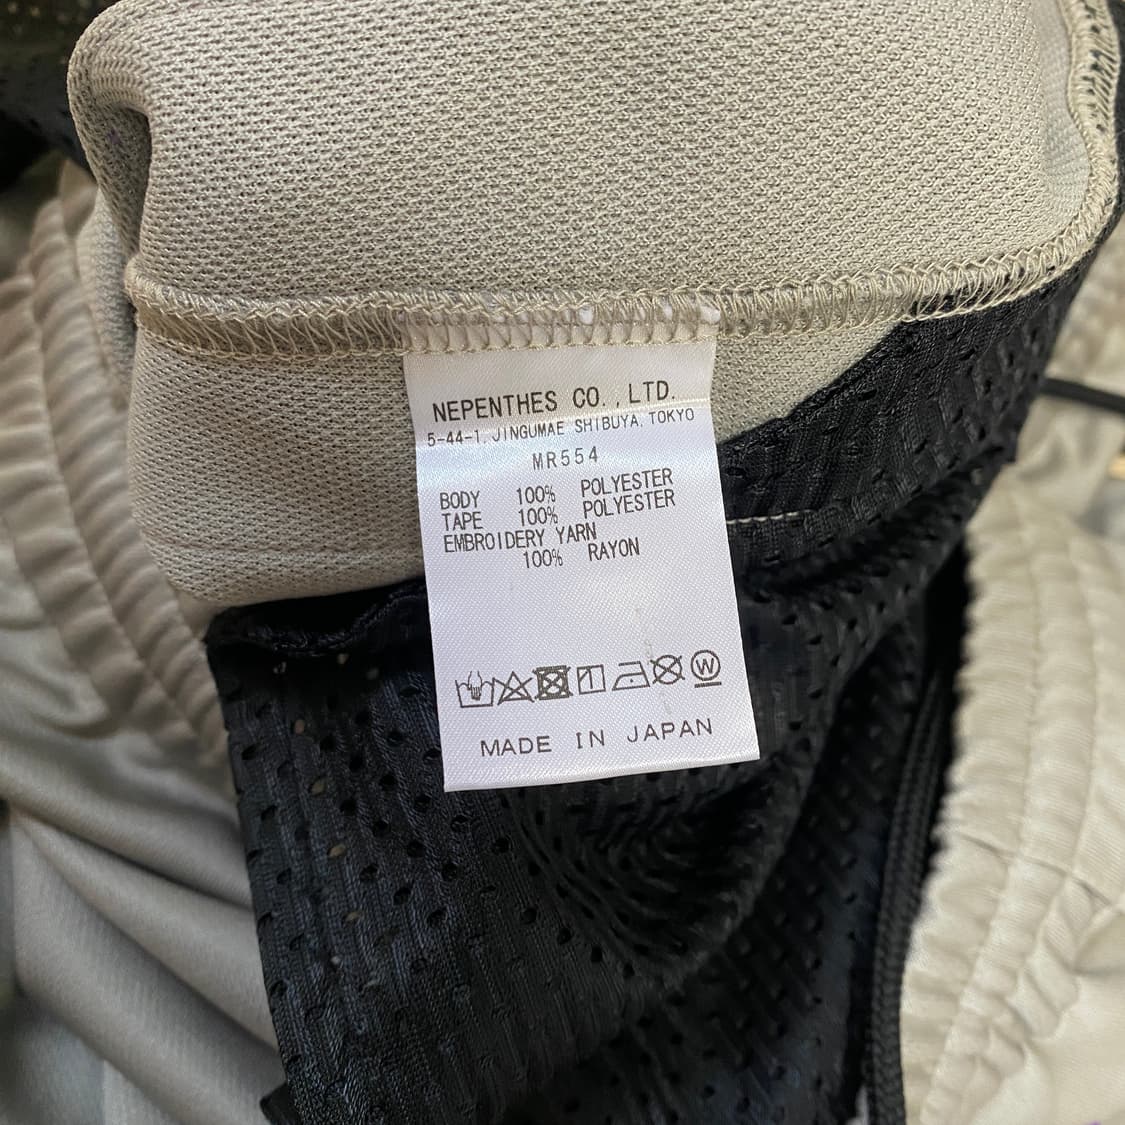 NEPENTHES CO.,LTD.
5-44-1, JINGUMAE SHIBUYA, TOKYO
MR554
BODY 100% POLYESTER
TAPE 100% POLYESTER
EMBROIDERY YARN
100% RAYON
W
MADE IN JAPAN